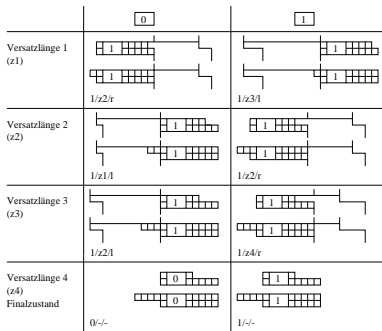 0 1
Versatzlänge 1
(z1)
1 1
1 1
1/z2/r 1/z3/l
Versatzlänge 2
(z2)
1 1
1 1
1/z1/l 1/z2/r
Versatzlänge 3
(z3)
1 1
1 1
1/z2/l 1/z4/r
Versatzlänge 4
(z4)
Finalzustand
0 1
0 1
0/-/- 1/-/-